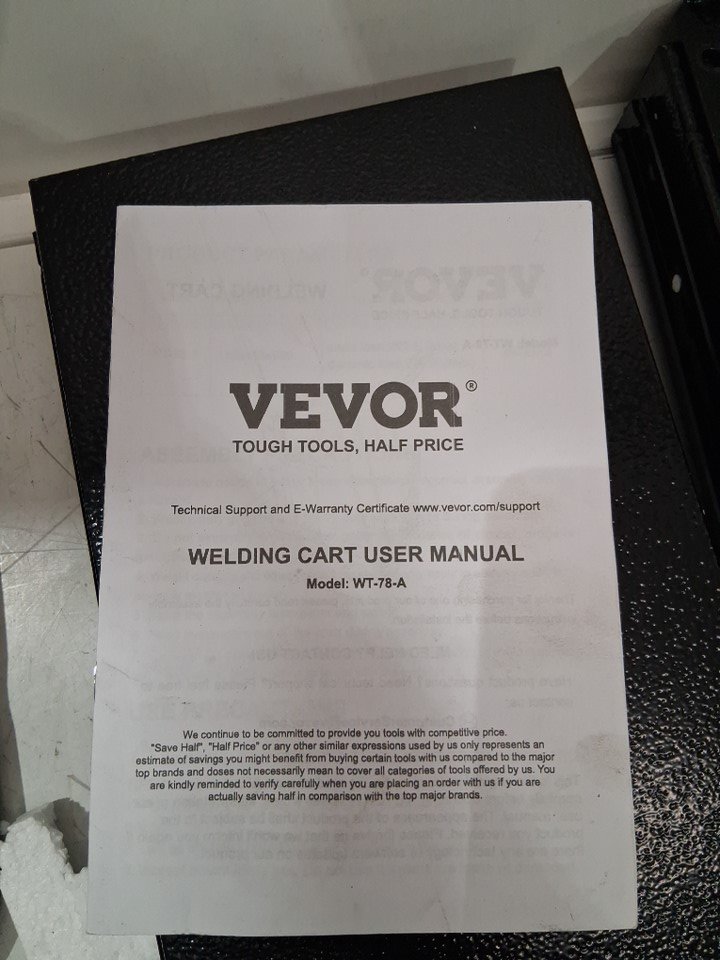 VEVOR®
TOUGH TOOLS, HALF PRICE
Technical Support and E-Warranty Certificate www.vevor.com/support
WELDING CART USER MANUAL
Model: WT-78-A
We continue to be committed to provide you tools with competitive price.
"Save Half", "Half Price" or any other similar expressions used by us only represents an
estimate of savings you might benefit from buying certain tools with us compared to the major
top brands and doses not necessarily mean to cover all categories of tools offered by us. You
are kindly reminded to verify carefully when you are placing an order with us if you are
actually saving half in comparison with the top major brands.